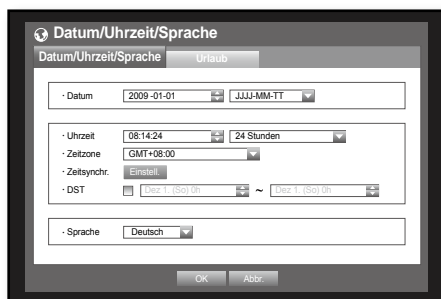 Datum/Uhrzeit/Sprache
Datum/Uhrzeit/Sprache Urlaub
· Datum 2009 -01-01 JJJJ-MM-TT
· Uhrzeit 08:14:24 24 Stunden
· Zeitzone GMT+08:00
· Zeitsynchr. Einstell.
· DST Dez 1. (So) 0h ~ Dez 1. (So) 0h
· Sprache Deutsch
OK Abbr.